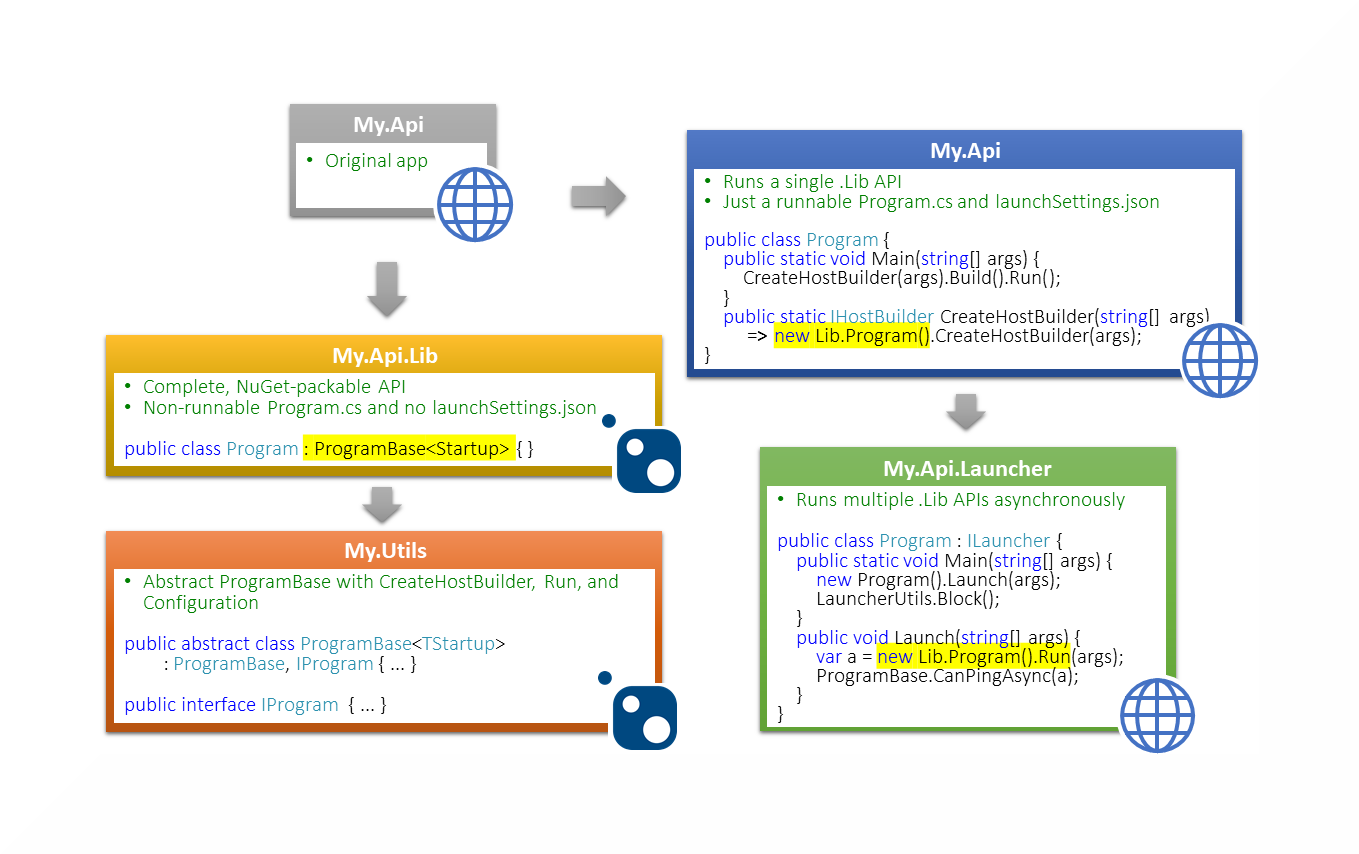 My.Api
• Original app
My.Api
• Runs a single .Lib API
• Just a runnable Program.cs and launchSettings.json
public class Program {
public static void Main(string[] args) {
CreateHostBuilder(args).Build().Run();
}
public static IHostBuilder CreateHostBuilder(string[] args)
=> new Lib.Program().CreateHostBuilder(args);
}
My.Api.Lib
• Complete, NuGet-packable API
• Non-runnable Program.cs and no launchSettings.json
public class Program : ProgramBase<Startup> { }
My.Utils
• Abstract ProgramBase with CreateHostBuilder, Run, and
Configuration
public abstract class ProgramBase<TStartup>
: ProgramBase, IProgram { ... }
public interface IProgram { ... }
My.Api.Launcher
• Runs multiple .Lib APIs asynchronously
public class Program : ILauncher {
public static void Main(string[] args) {
new Program().Launch(args);
LauncherUtils.Block();
}
public void Launch(string[] args) {
var a = new Lib.Program().Run(args);
ProgramBase.CanPingAsync(a);
}
}